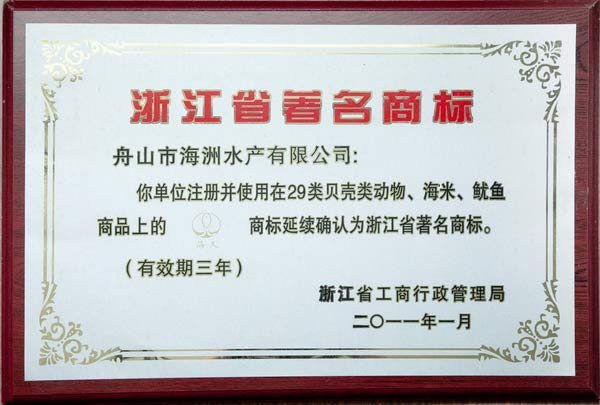 浙江省著名商标
舟山市海洲水产有限公司:
你单位注册并使用在29类贝壳类动物、海米、鱿鱼
商品上的 商标延续确认为浙江省著名商标。
(有效期三年)
浙江省工商行政管理局
二〇一一年一月